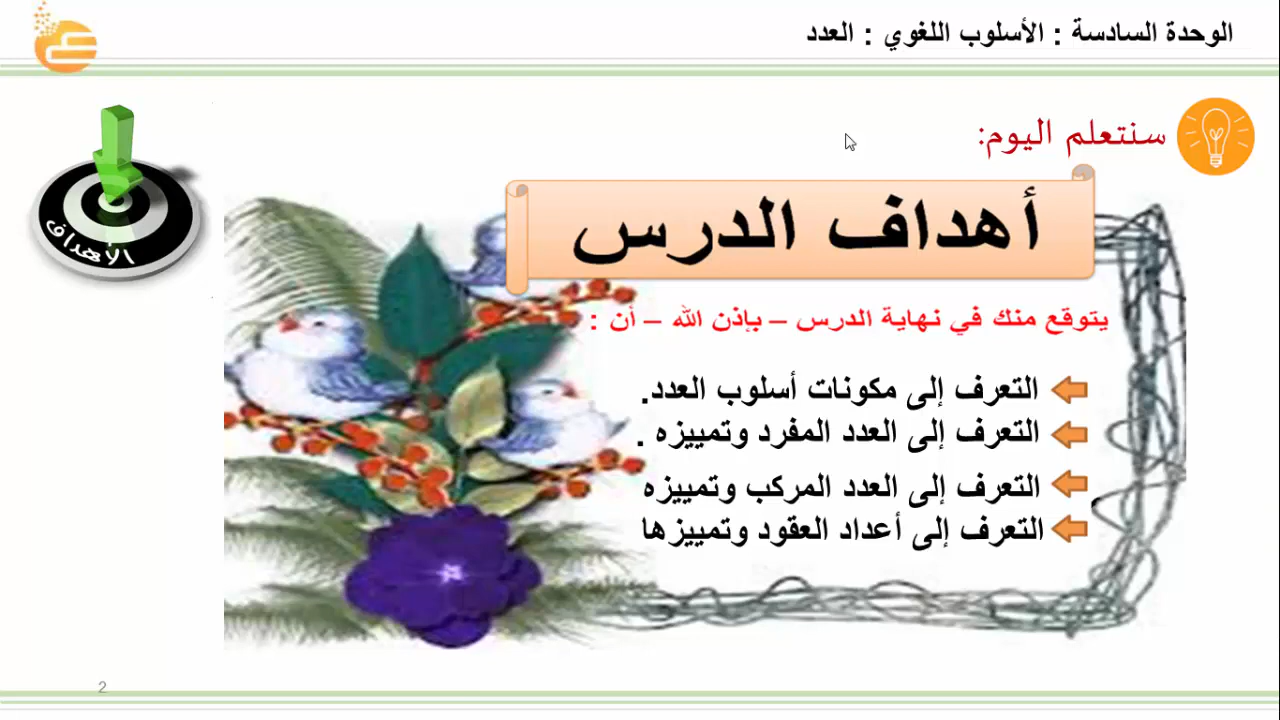 الوحدة السادسة : الأسلوب اللغوي : العدد
سنتعلم اليوم:
الأهداف
أهداف الدرس
يتوقع منك في نهاية الدرس – بإذن الله – أن :
التعرف إلى مكونات أسلوب العدد.
التعرف إلى العدد المفرد وتمييزه .
التعرف إلى العدد المركب وتمييزه
التعرف إلى أعداد العقود وتمييزها
2